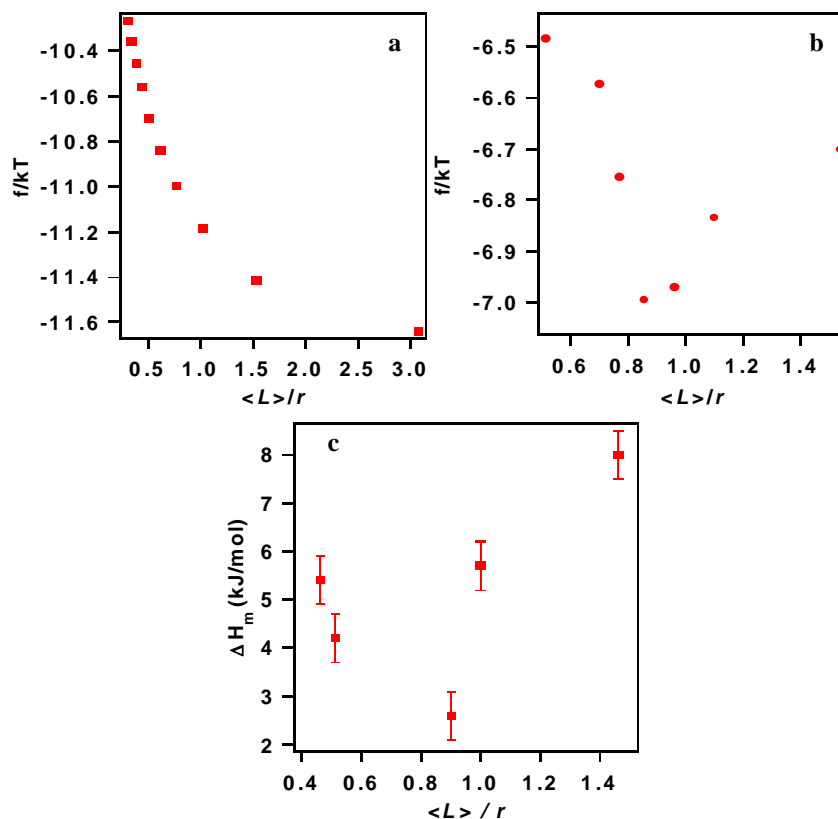 a
f/kT
-10.4
-10.6
-10.8
-11.0
-11.2
-11.4
-11.6
0.5 1.0 1.5 2.0 2.5 3.0
<L>/r
b
f/kT
-6.5
-6.6
-6.7
-6.8
-6.9
-7.0
0.6 0.8 1.0 1.2 1.4
<L>/r
c
Δ H_m (kJ/mol)
8
7
6
5
4
3
2
0.4 0.6 0.8 1.0 1.2 1.4
<L> / r